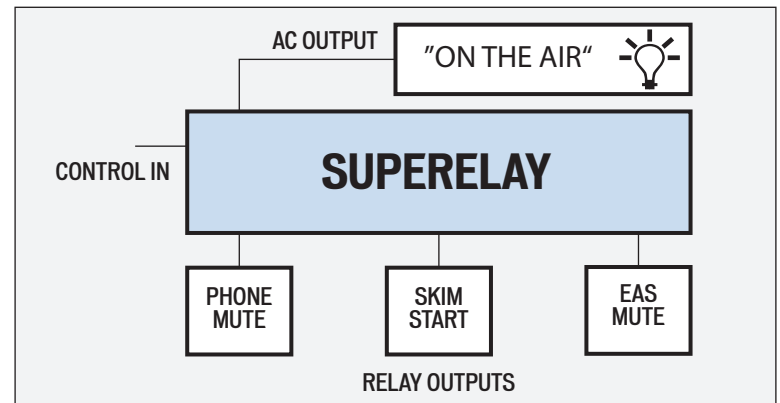 AC OUTPUT
”ON THE AIR“
CONTROL IN
SUPERELAY
PHONE
MUTE
SKIM
START
EAS
MUTE
RELAY OUTPUTS